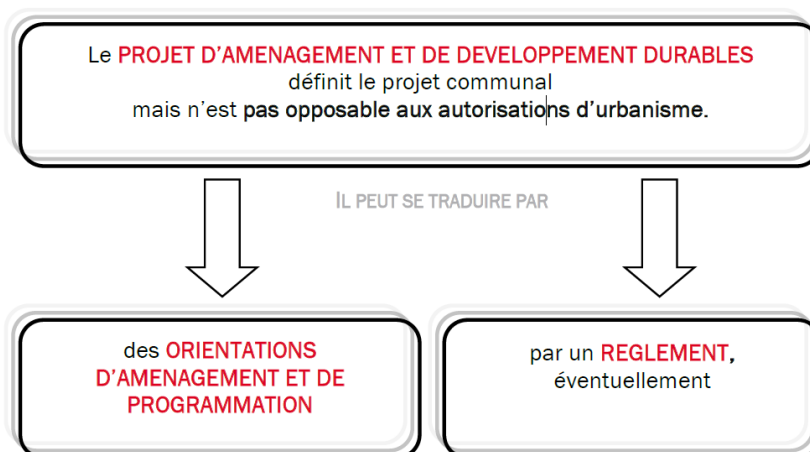 Le PROJET D'AMENAGEMENT ET DE DEVELOPPEMENT DURABLES
définit le projet communal
mais n'est pas opposable aux autorisations d'urbanisme.
IL PEUT SE TRADUIRE PAR
des ORIENTATIONS
D'AMENAGEMENT ET DE
PROGRAMMATION
par un REGLEMENT,
éventuellement